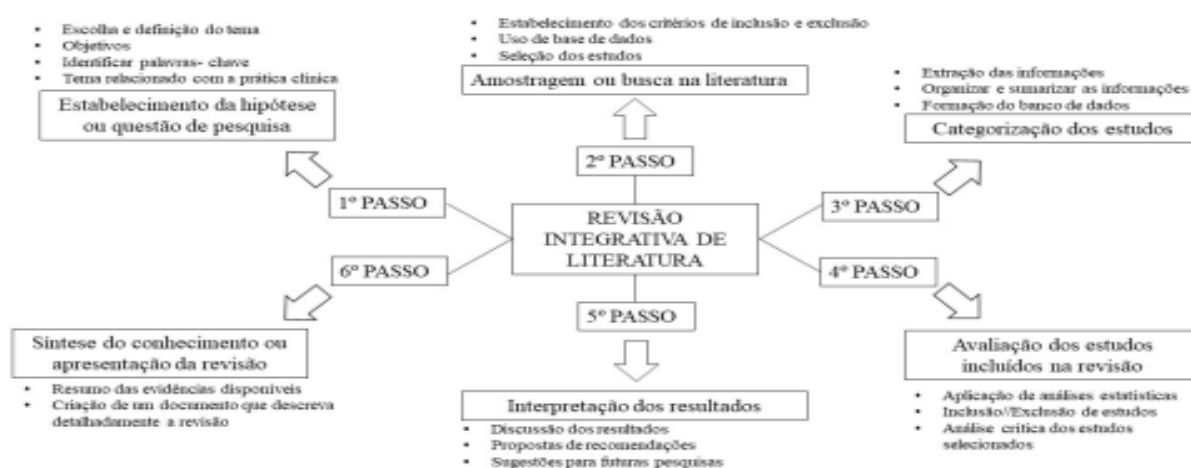 • Escolha e definição do tema
• Objetivos
• Identificar palavras- chave
• Tema relacionado com a prática clínica
Estabelecimento da hipótese
ou questão de pesquisa
1º PASSO
• Estabelecimento dos critérios de inclusão e exclusão
• Uso de base de dados
• Seleção dos estudos
Amostragem ou busca na literatura
2º PASSO
• Extração das informações
• Organizar e sumarizar as informações
• Formação do banco de dados
Categorização dos estudos
3º PASSO
REVISÃO
INTEGRATIVA DE
LITERATURA
4º PASSO
Avaliação dos estudos
incluídos na revisão
• Aplicação de análises estatísticas
• Inclusão//Exclusão de estudos
• Análise crítica dos estudos
selecionados
5º PASSO
Interpretação dos resultados
• Discussão dos resultados
• Propostas de recomendações
• Sugestões para futuras pesquisas
6º PASSO
Síntese do conhecimento ou
apresentação da revisão
• Resumo das evidências disponíveis
• Criação de um documento que descreva
detalhadamente a revisão